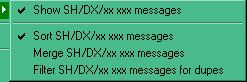 Show SH/DX/xx xxx messages
Sort SH/DX/xx xxx messages
Merge SH/DX/xx xxx messages
Filter SH/DX/xx xxx messages for dupes